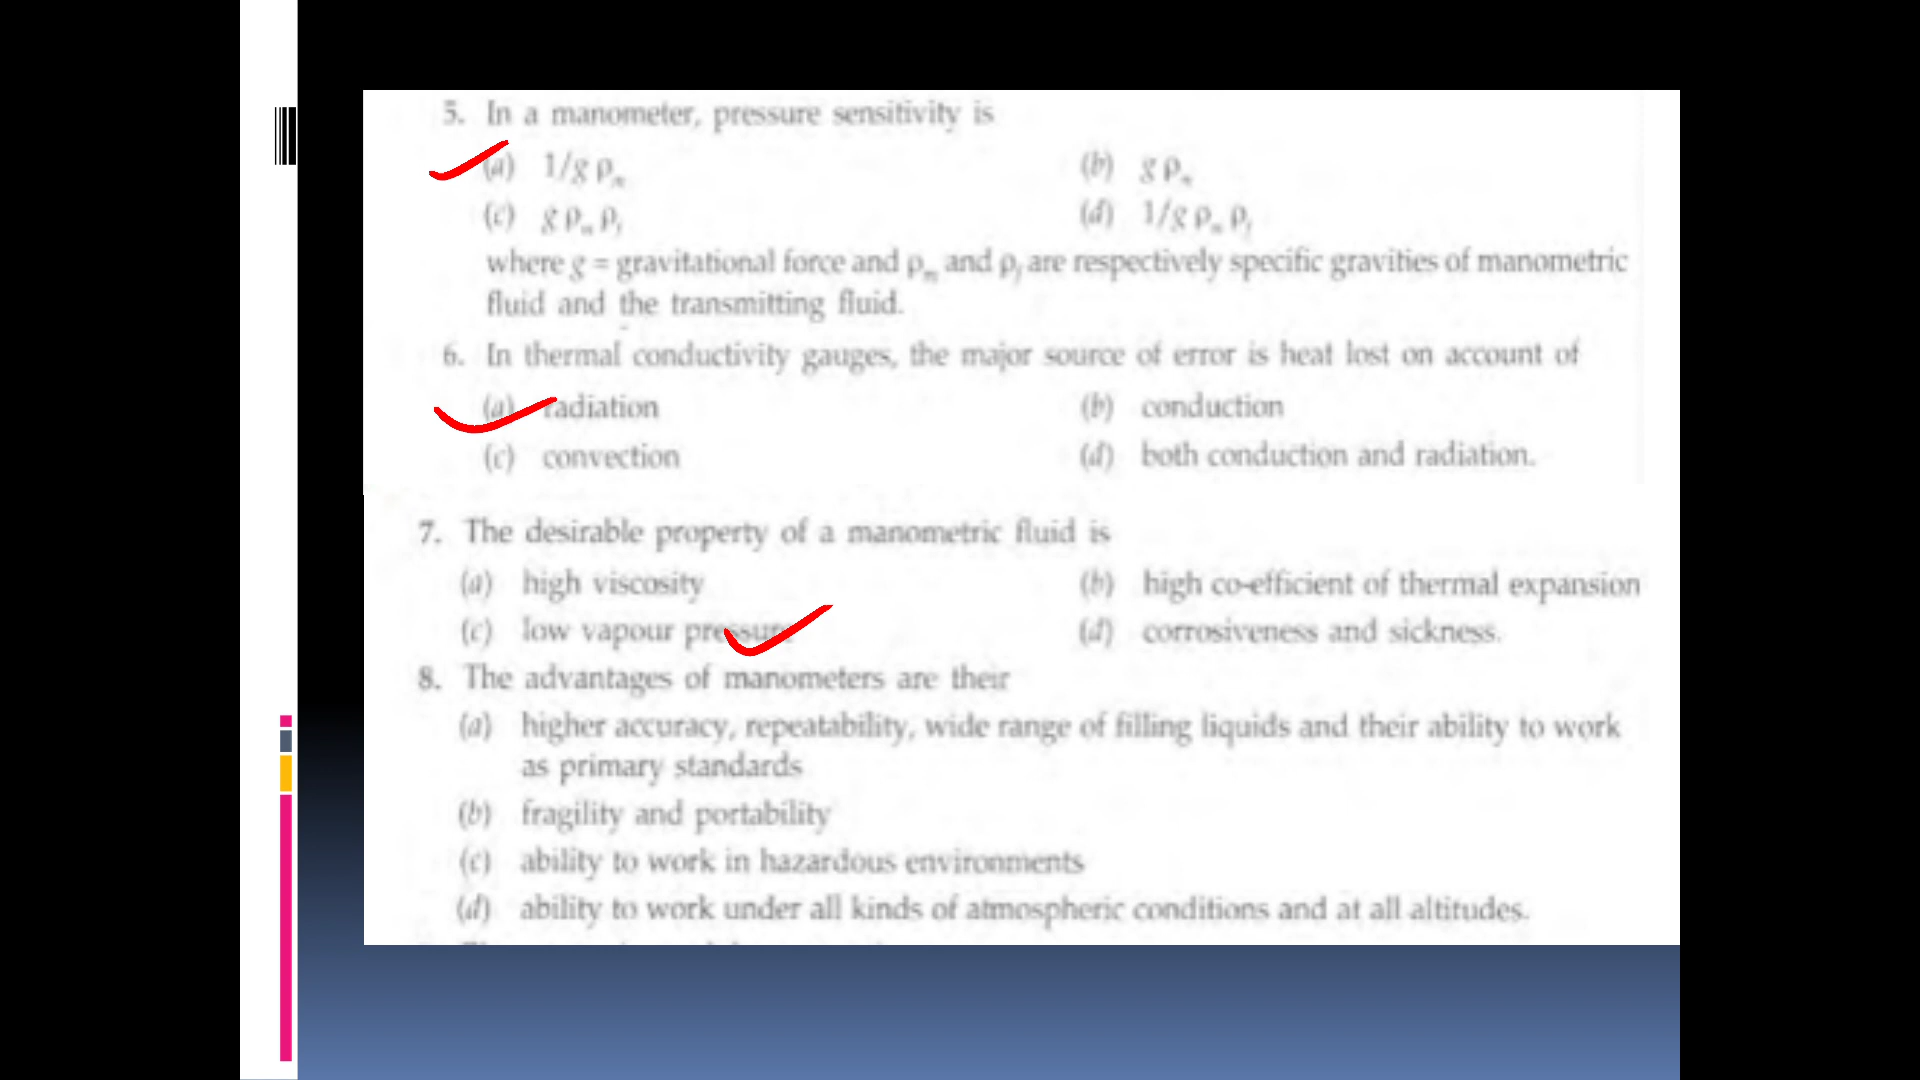 5. In a manometer, pressure sensitivity is
(a) 1/g ρₘ (b) g ρₘ
(c) g ρₘ ρf (d) 1/g ρₘ ρf
where g = gravitational force and ρₘ and ρf are respectively specific gravities of manometric
fluid and the transmitting fluid.
6. In thermal conductivity gauges, the major source of error is heat lost on account of
(a) radiation (b) conduction
(c) convection (d) both conduction and radiation.
7. The desirable property of a manometric fluid is
(a) high viscosity (b) high co-efficient of thermal expansion
(c) low vapour pressure (d) corrosiveness and sickness.
8. The advantages of manometers are their
(a) higher accuracy, repeatability, wide range of filling liquids and their ability to work
as primary standards
(b) fragility and portability
(c) ability to work in hazardous environments
(d) ability to work under all kinds of atmospheric conditions and at all altitudes.